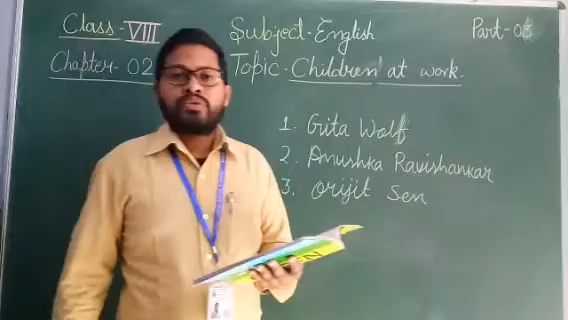 Class - VIII
Subject - English
Part - 03
Chapter - 02
Topic - Children at work.
1. Gita Wolf
2. Anushka Ravishankar
3. Orijit Sen